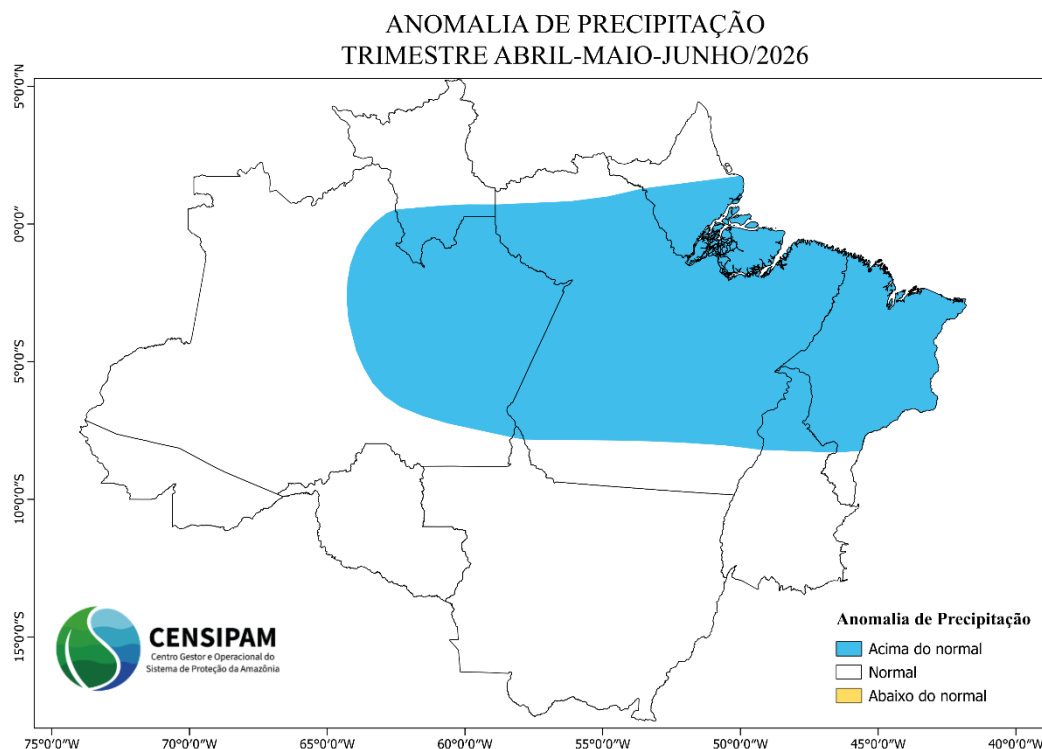 ANOMALIA DE PRECIPITAÇÃO
TRIMESTRE ABRIL-MAIO-JUNHO/2026
5°0'0"N
0°0'0"
5°0'0"S
10°0'0"S
15°0'0"S
CENSIPAM
Centro Gestor e Operacional do
Sistema de Proteção da Amazônia
Anomalia de Precipitação
Acima do normal
Normal
Abaixo do normal
75°0'0"W
70°0'0"W
65°0'0"W
60°0'0"W
55°0'0"W
50°0'0"W
45°0'0"W
40°0'0"W